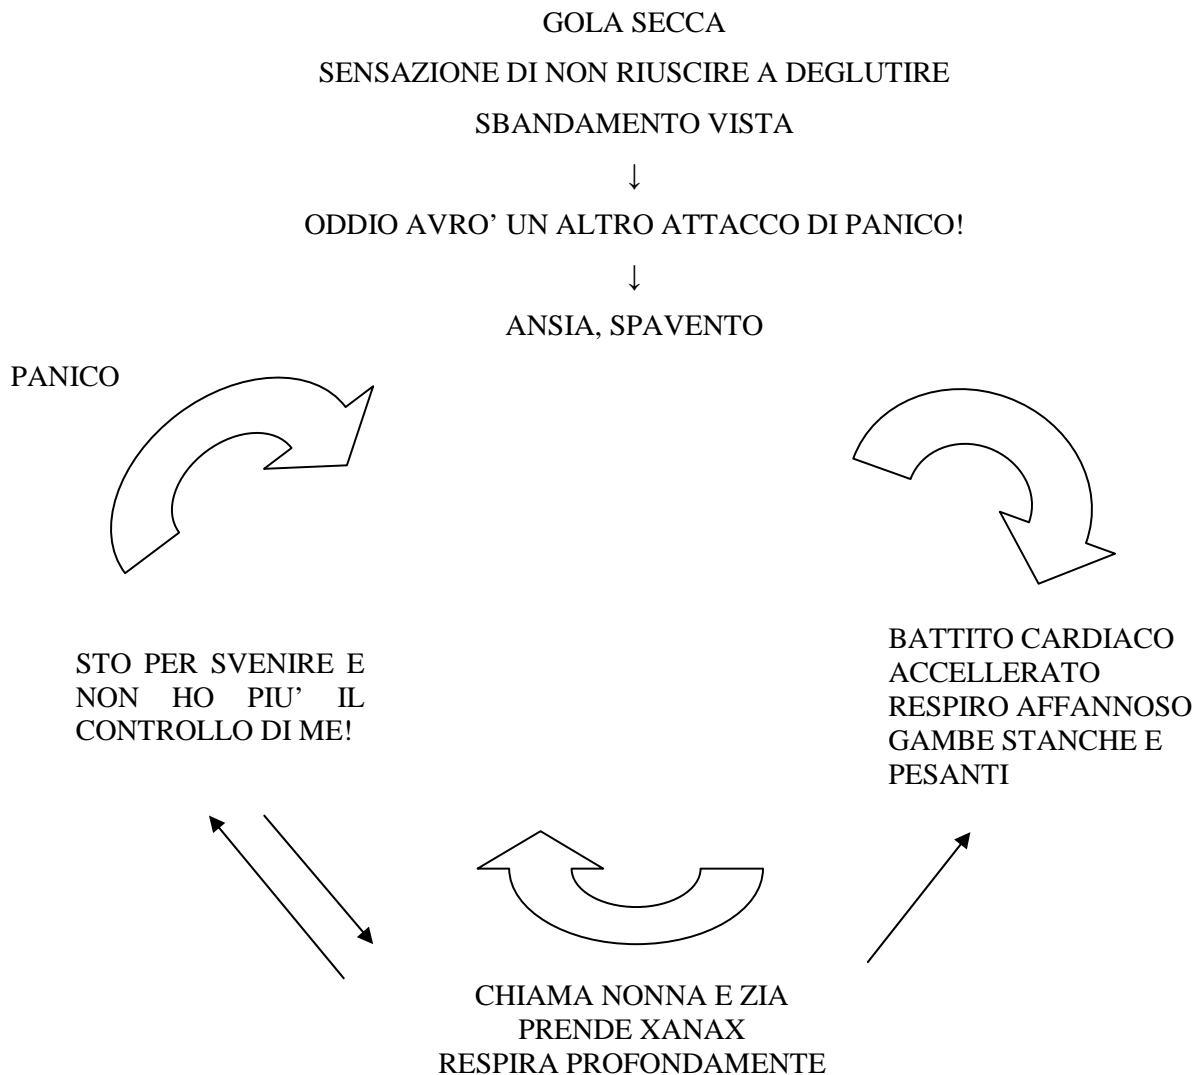 GOLA SECCA
SENSAZIONE DI NON RIUSCIRE A DEGLUTIRE
SBANDAMENTO VISTA
↓
ODDIO AVRO’ UN ALTRO ATTACCO DI PANICO!
↓
ANSIA, SPAVENTO
PANICO
STO PER SVENIRE E
NON HO PIU’ IL
CONTROLLO DI ME!
BATTITO CARDIACO
ACCELLERATO
RESPIRO AFFANNOSO
GAMBE STANCHE E
PESANTI
CHIAMA NONNA E ZIA
PRENDE XANAX
RESPIRA PROFONDAMENTE